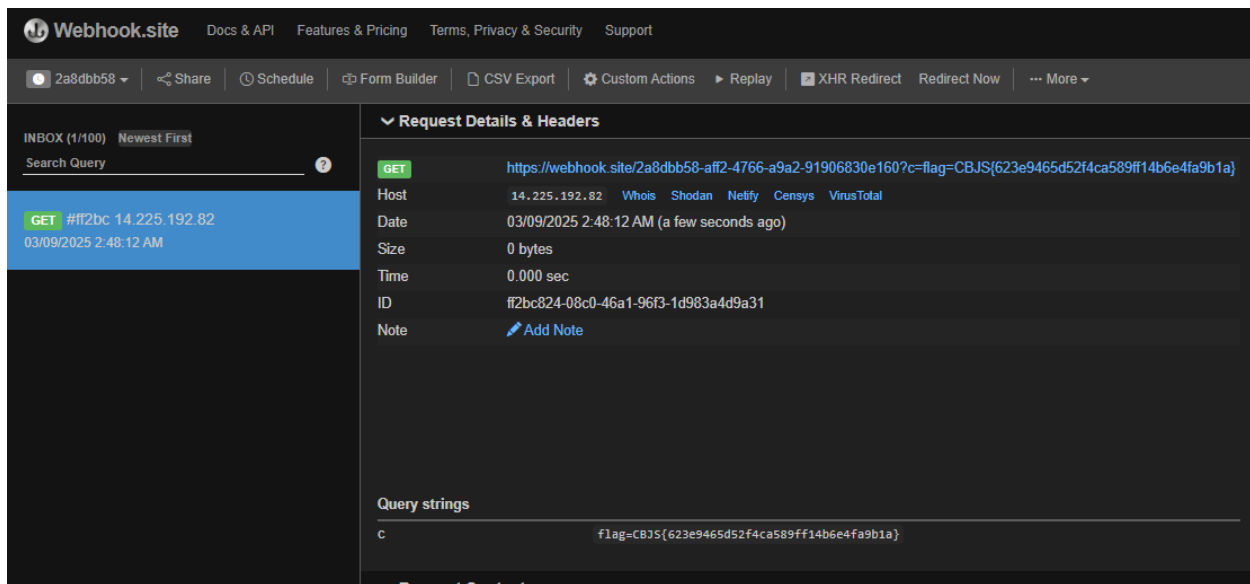 Webhook.site Docs & API Features & Pricing Terms, Privacy & Security Support
2a8dbb58 Share Schedule Form Builder CSV Export Custom Actions Replay XHR Redirect Redirect Now ··· More
INBOX (1/100) Newest First
Search Query ?
GET #ff2bc 14.225.192.82
03/09/2025 2:48:12 AM
Request Details & Headers
GET https://webhook.site/2a8dbb58-aff2-4766-a9a2-91906830e160?c=flag=CBJS{623e9465d52f4ca589ff14b6e4fa9b1a}
Host 14.225.192.82 Whois Shodan Netify Censys VirusTotal
Date 03/09/2025 2:48:12 AM (a few seconds ago)
Size 0 bytes
Time 0.000 sec
ID ff2bc824-08c0-46a1-96f3-1d983a4d9a31
Note Add Note
Query strings
c flag=CBJS{623e9465d52f4ca589ff14b6e4fa9b1a}